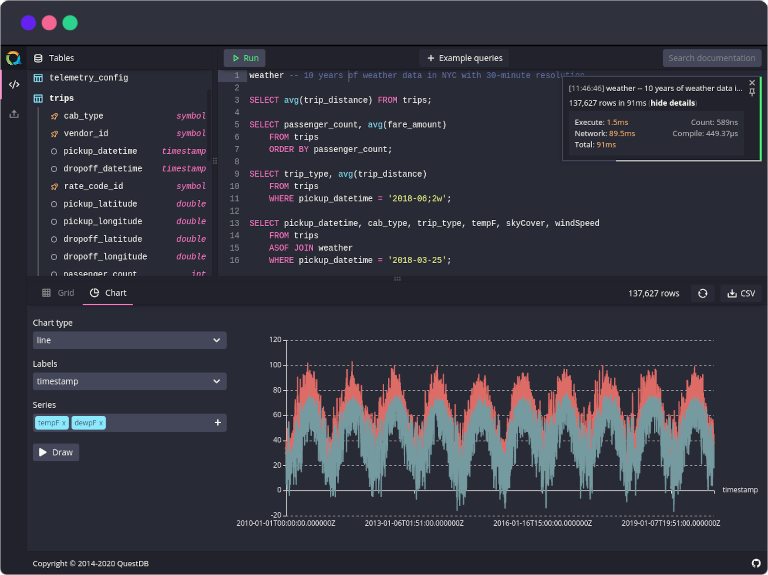 Tables
Run
Example queries
Search documentation
telemetry_config
trips
cab_type symbol
vendor_id symbol
pickup_datetime timestamp
dropoff_datetime timestamp
rate_code_id symbol
pickup_latitude double
pickup_longitude double
dropoff_latitude double
dropoff_longitude double
passenger_count int
1 weather -- 10 years of weather data in NYC with 30-minute resolution
2
3 SELECT avg(trip_distance) FROM trips;
4
5 SELECT passenger_count, avg(fare_amount)
6 FROM trips
7 ORDER BY passenger_count;
8
9 SELECT trip_type, avg(trip_distance)
10 FROM trips
11 WHERE pickup_datetime = '2018-06;2w';
12
13 SELECT pickup_datetime, cab_type, trip_type, tempF, skyCover, windSpeed
14 FROM trips
15 ASOF JOIN weather
16 WHERE pickup_datetime = '2018-03-25';
[11:46:46] weather -- 10 years of weather data i...
137,627 rows in 91ms (hide details)
Execute: 1.5ms Count: 589ns
Network: 89.5ms Compile: 449.37µs
Total: 91ms
Grid
Chart
137,627 rows
CSV
Chart type
line
Labels
timestamp
Series
tempF x dewpF x +
Draw
120
100
80
60
40
20
0
-20
timestamp
2010-01-01T00:00:00.000000Z 2013-01-06T01:51:00.000000Z 2016-01-16T15:00:00.000000Z 2019-01-07T19:51:00.000000Z
Copyright © 2014-2020 QuestDB